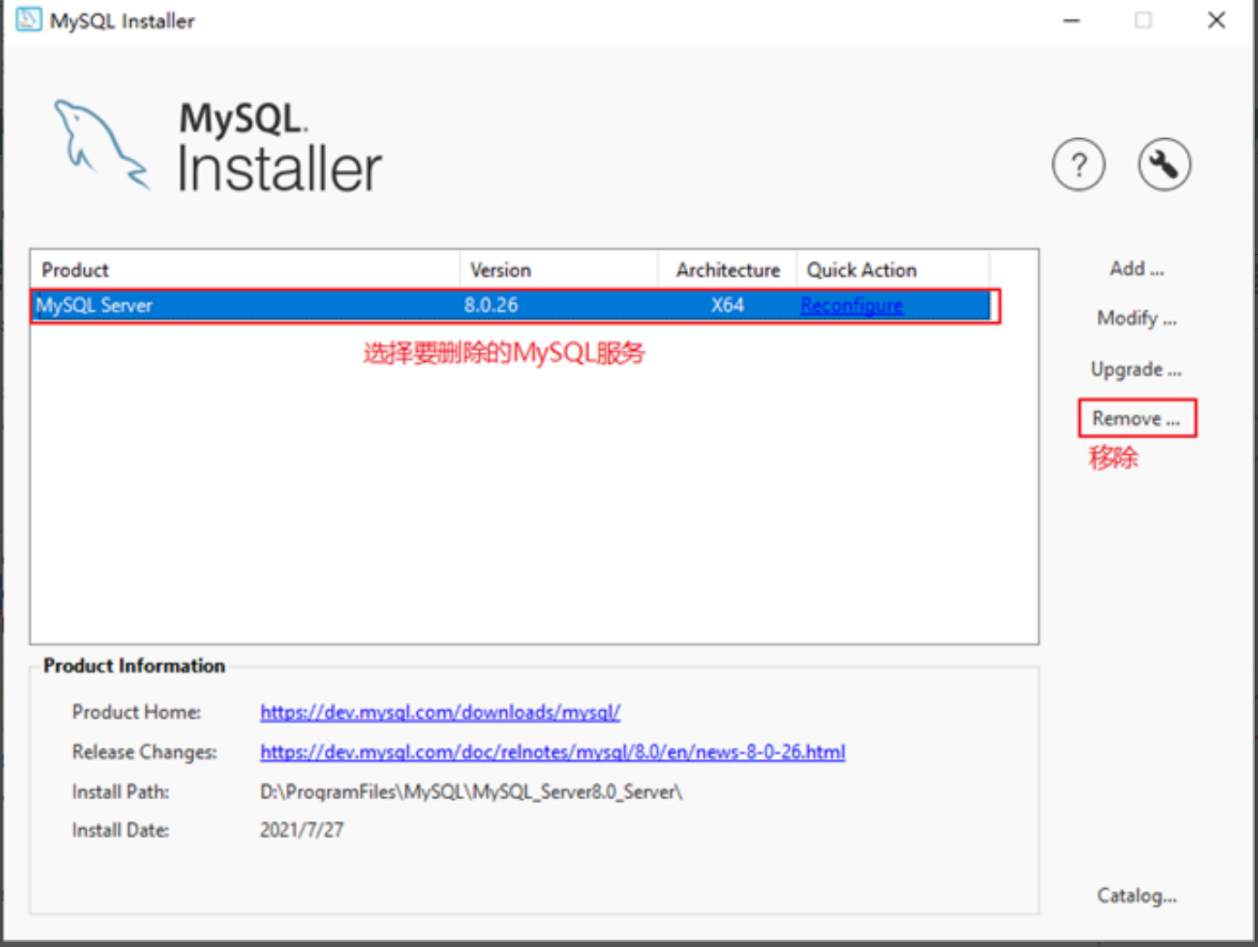 MySQL Installer
MySQL.
Installer
?
Product Version Architecture Quick Action
MySQL Server 8.0.26 X64 Reconfigure
选择要删除的MySQL服务
Add ...
Modify ...
Upgrade ...
Remove ...
移除
Product Information
Product Home: https://dev.mysql.com/downloads/mysql/
Release Changes: https://dev.mysql.com/doc/relnotes/mysql/8.0/en/news-8-0-26.html
Install Path: D:\ProgramFiles\MySQL\MySQL_Server8.0_Server\
Install Date: 2021/7/27
Catalog...